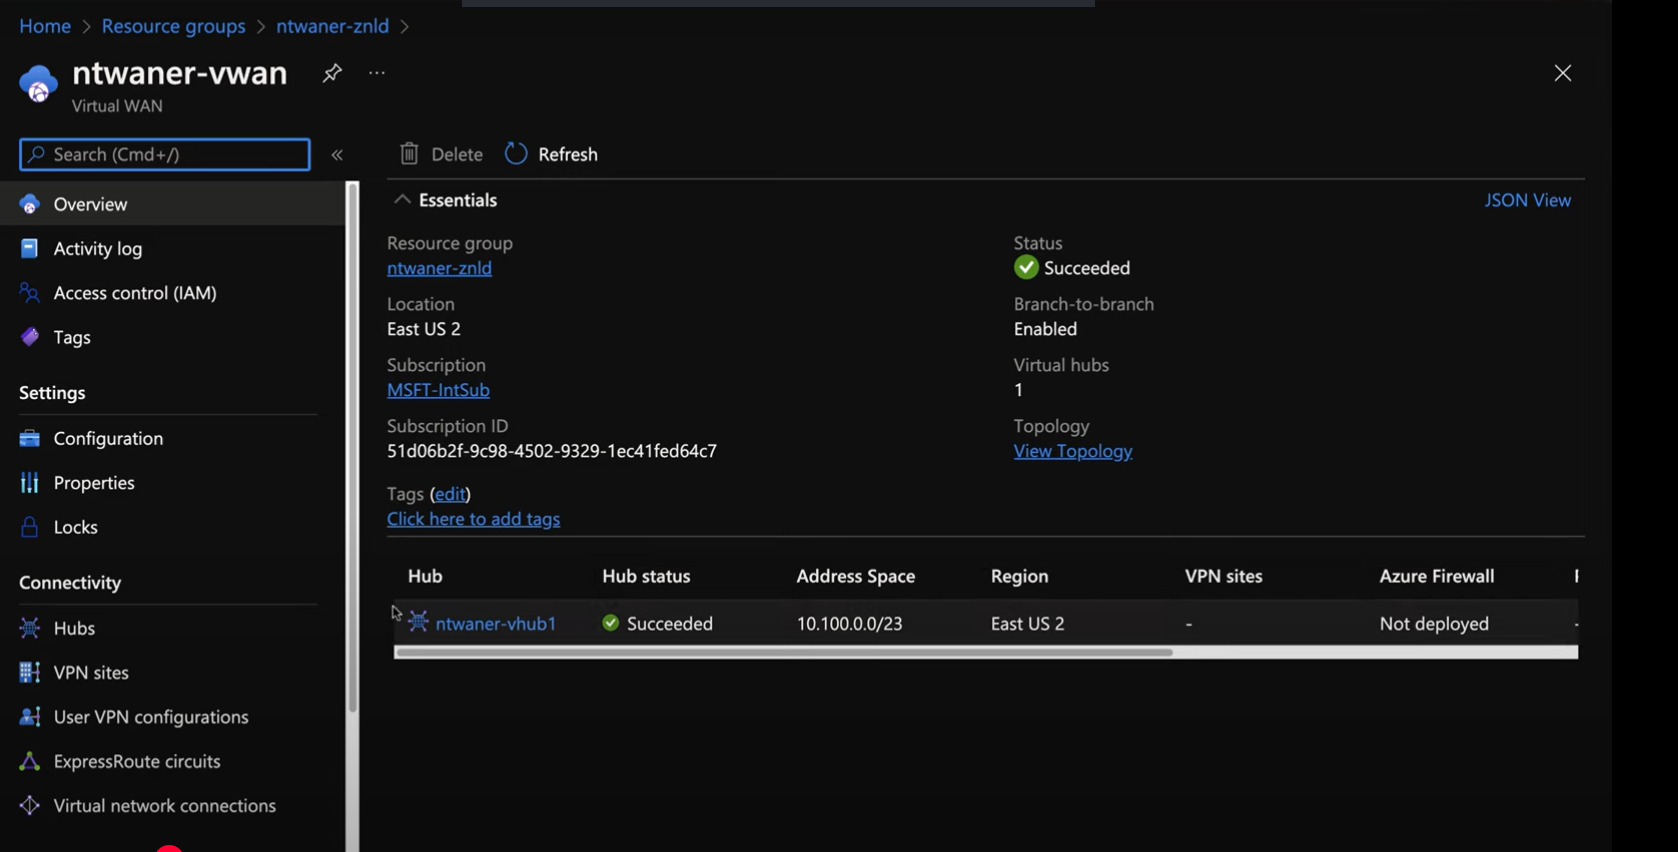 Home > Resource groups > ntwaner-znld >
ntwaner-vwan ...
Virtual WAN
Search (Cmd+/) «
Delete Refresh
Overview
Activity log
Access control (IAM)
Tags
Settings
Configuration
Properties
Locks
Connectivity
Hubs
VPN sites
User VPN configurations
ExpressRoute circuits
Virtual network connections
Essentials JSON View
Resource group
ntwaner-znld
Location
East US 2
Subscription
MSFT-IntSub
Subscription ID
51d06b2f-9c98-4502-9329-1ec41fed64c7
Tags (edit)
Click here to add tags
Status
Succeeded
Branch-to-branch
Enabled
Virtual hubs
1
Topology
View Topology
Hub Hub status Address Space Region VPN sites Azure Firewall
ntwaner-vhub1 Succeeded 10.100.0.0/23 East US 2 - Not deployed -